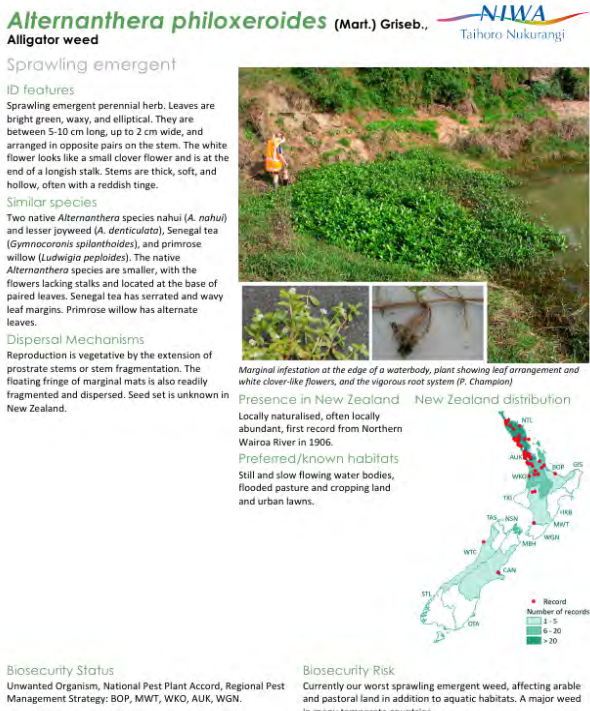 Alternanthera philoxeroides (Mart.) Griseb.,
Alligator weed
NIWA
Taihoro Nukurangi
Sprawling emergent
ID features
Sprawling emergent perennial herb. Leaves are
bright green, waxy, and elliptical. They are
between 5-10 cm long, up to 2 cm wide, and
arranged in opposite pairs on the stem. The white
flower looks like a small clover flower and is at the
end of a longish stalk. Stems are thick, soft, and
hollow, often with a reddish tinge.
Similar species
Two native Alternanthera species nahui (A. nahui)
and lesser joyweed (A. denticulata), Senegal tea
(Gymnocoronis spilanthoides), and primrose
willow (Ludwigia peploides). The native
Alternanthera species are smaller, with the
flowers lacking stalks and located at the base of
paired leaves. Senegal tea has serrated and wavy
leaf margins. Primrose willow has alternate
leaves.
Dispersal Mechanisms
Reproduction is vegetative by the extension of
prostrate stems or stem fragmentation. The
floating fringe of marginal mats is also readily
fragmented and dispersed. Seed set is unknown in
New Zealand.
Marginal infestation at the edge of a waterbody, plant showing leaf arrangement and
white clover-like flowers, and the vigorous root system (P. Champion)
Presence in New Zealand
Locally naturalised, often locally
abundant, first record from Northern
Wairoa River in 1906.
Preferred/known habitats
Still and slow flowing water bodies,
flooded pasture and cropping land
and urban lawns.
New Zealand distribution
NTL
AUK
WKO
BOP
GIS
TKI
HKB
MWT
WGN
TAS
NSN
MBH
WTC
CAN
STL
OTA
Record
Number of records
1 - 5
6 - 20
> 20
Biosecurity Status
Unwanted Organism, National Pest Plant Accord, Regional Pest
Management Strategy: BOP, MWT, WKO, AUK, WGN.
Biosecurity Risk
Currently our worst sprawling emergent weed, affecting arable
and pastoral land in addition to aquatic habitats. A major weed
in many temperate countries